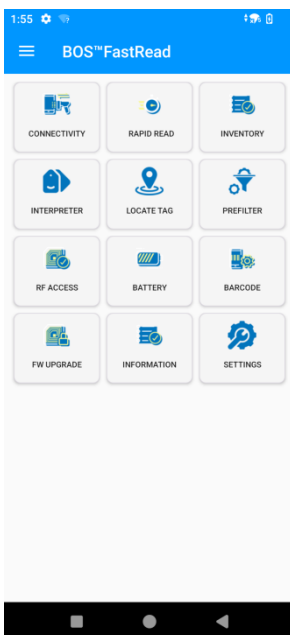 1:55
BOS™FastRead
CONNECTIVITY
RAPID READ
INVENTORY
INTERPRETER
LOCATE TAG
PREFILTER
RF ACCESS
BATTERY
BARCODE
FW UPGRADE
INFORMATION
SETTINGS